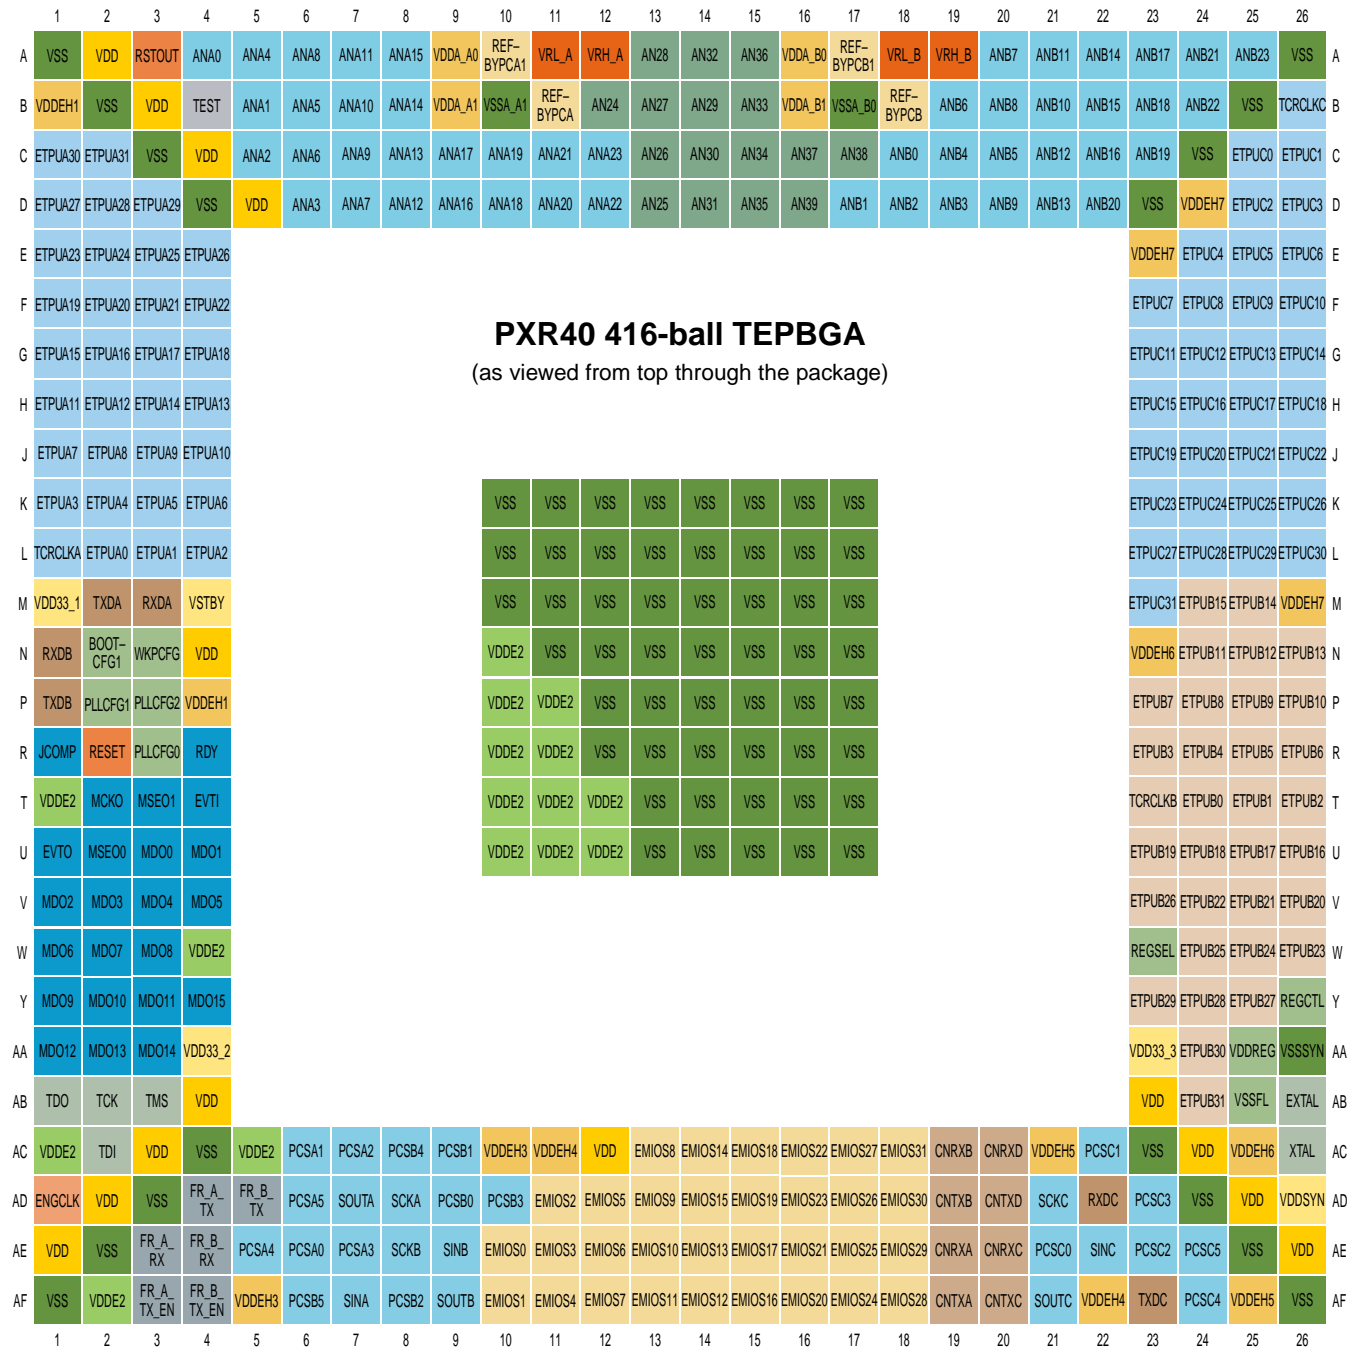 1 2 3 4 5 6 7 8 9 10 11 12 13 14 15 16 17 18 19 20 21 22 23 24 25 26
A VSS VDD RSTOUT ANA0 ANA4 ANA8 ANA11 ANA15 VDDA_A0 REF–BYPCA1 VRL_A VRH_A AN28 AN32 AN36 VDDA_B0 REF–BYPCB1 VRL_B VRH_B ANB7 ANB11 ANB14 ANB17 ANB21 ANB23 VSS A
B VDDEH1 VSS VDD TEST ANA1 ANA5 ANA10 ANA14 VDDA_A1 VSSA_A1 REF–BYPCA AN24 AN27 AN29 AN33 VDDA_B1 VSSA_B0 REF–BYPCB ANB6 ANB8 ANB10 ANB15 ANB18 ANB22 VSS TCRCLKC B
C ETPUA30 ETPUA31 VSS VDD ANA2 ANA6 ANA9 ANA13 ANA17 ANA19 ANA21 ANA23 AN26 AN30 AN34 AN37 AN38 ANB0 ANB4 ANB5 ANB12 ANB16 ANB19 VSS ETPUC0 ETPUC1 C
D ETPUA27 ETPUA28 ETPUA29 VSS VDD ANA3 ANA7 ANA12 ANA16 ANA18 ANA20 ANA22 AN25 AN31 AN35 AN39 ANB1 ANB2 ANB3 ANB9 ANB13 ANB20 VSS VDDEH7 ETPUC2 ETPUC3 D
E ETPUA23 ETPUA24 ETPUA25 ETPUA26 VDDEH7 ETPUC4 ETPUC5 ETPUC6 E
F ETPUA19 ETPUA20 ETPUA21 ETPUA22 ETPUC7 ETPUC8 ETPUC9 ETPUC10 F
PXR40 416-ball TEPBGA
G ETPUA15 ETPUA16 ETPUA17 ETPUA18 ETPUC11 ETPUC12 ETPUC13 ETPUC14 G
(as viewed from top through the package)
H ETPUA11 ETPUA12 ETPUA14 ETPUA13 ETPUC15 ETPUC16 ETPUC17 ETPUC18 H
J ETPUA7 ETPUA8 ETPUA9 ETPUA10 ETPUC19 ETPUC20 ETPUC21 ETPUC22 J
K ETPUA3 ETPUA4 ETPUA5 ETPUA6 VSS VSS VSS VSS VSS VSS VSS VSS ETPUC23 ETPUC24 ETPUC25 ETPUC26 K
L TCRCLKA ETPUA0 ETPUA1 ETPUA2 VSS VSS VSS VSS VSS VSS VSS VSS ETPUC27 ETPUC28 ETPUC29 ETPUC30 L
M VDD33_1 TXDA RXDA VSTBY VSS VSS VSS VSS VSS VSS VSS VSS ETPUC31 ETPUB15 ETPUB14 VDDEH7 M
N RXDB BOOT–CFG1 WKPCFG VDD VDDE2 VSS VSS VSS VSS VSS VSS VSS VDDEH6 ETPUB11 ETPUB12 ETPUB13 N
P TXDB PLLCFG1 PLLCFG2 VDDEH1 VDDE2 VDDE2 VSS VSS VSS VSS VSS VSS ETPUB7 ETPUB8 ETPUB9 ETPUB10 P
R JCOMP RESET PLLCFG0 RDY VDDE2 VDDE2 VSS VSS VSS VSS VSS VSS ETPUB3 ETPUB4 ETPUB5 ETPUB6 R
T VDDE2 MCKO MSEO1 EVTI VDDE2 VDDE2 VDDE2 VSS VSS VSS VSS VSS TCRCLKB ETPUB0 ETPUB1 ETPUB2 T
U EVTO MSEO0 MDO0 MDO1 VDDE2 VDDE2 VDDE2 VSS VSS VSS VSS VSS ETPUB19 ETPUB18 ETPUB17 ETPUB16 U
V MDO2 MDO3 MDO4 MDO5 ETPUB26 ETPUB22 ETPUB21 ETPUB20 V
W MDO6 MDO7 MDO8 VDDE2 REGSEL ETPUB25 ETPUB24 ETPUB23 W
Y MDO9 MDO10 MDO11 MDO15 ETPUB29 ETPUB28 ETPUB27 REGCTL Y
AA MDO12 MDO13 MDO14 VDD33_2 VDD33_3 ETPUB30 VDDREG VSSSYN AA
AB TDO TCK TMS VDD VDD ETPUB31 VSSFL EXTAL AB
AC VDDE2 TDI VDD VSS VDDE2 PCSA1 PCSA2 PCSB4 PCSB1 VDDEH3 VDDEH4 VDD EMIOS8 EMIOS14 EMIOS18 EMIOS22 EMIOS27 EMIOS31 CNRXB CNRXD VDDEH5 PCSC1 VSS VDD VDDEH6 XTAL AC
AD ENGCLK VDD VSS FR_A_TX FR_B_TX PCSA5 SOUTA SCKA PCSB0 PCSB3 EMIOS2 EMIOS5 EMIOS9 EMIOS15 EMIOS19 EMIOS23 EMIOS26 EMIOS30 CNTXB CNTXD SCKC RXDC PCSC3 VSS VDD VDDSYN AD
AE VDD VSS FR_A_RX FR_B_RX PCSA4 PCSA0 PCSA3 SCKB SINB EMIOS0 EMIOS3 EMIOS6 EMIOS10 EMIOS13 EMIOS17 EMIOS21 EMIOS25 EMIOS29 CNRXA CNRXC PCSC0 SINC PCSC2 PCSC5 VSS VDD AE
AF VSS VDDE2 FR_A_TX_EN FR_B_TX_EN VDDEH3 PCSB5 SINA PCSB2 SOUTB EMIOS1 EMIOS4 EMIOS7 EMIOS11 EMIOS12 EMIOS16 EMIOS20 EMIOS24 EMIOS28 CNTXA CNTXC SOUTC VDDEH4 TXDC PCSC4 VDDEH5 VSS AF
1 2 3 4 5 6 7 8 9 10 11 12 13 14 15 16 17 18 19 20 21 22 23 24 25 26